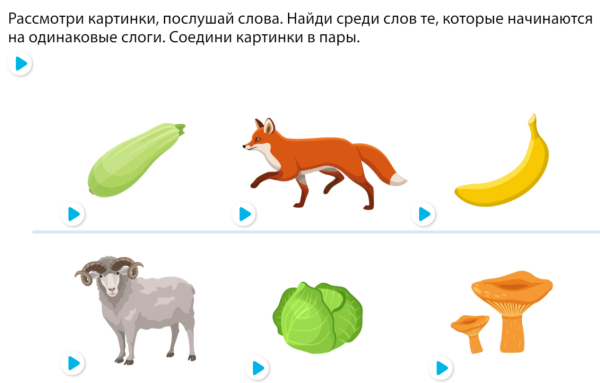 Рассмотри картинки, послушай слова. Найди среди слов те, которые начинаются
на одинаковые слоги. Соедини картинки в пары.